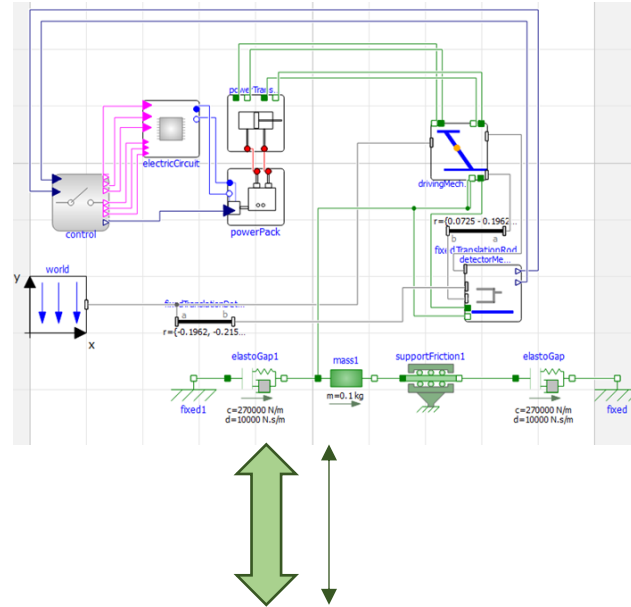 powerTrans...
electricCircuit
drivingMech...
control
powerPack
r={0.0725 - 0.1962...
b
a
detectorMe...
world
y
x
a
b
r={-0.1962, -0.215...
elastoGap1
mass1
supportFriction1
elastoGap
fixed1
c=270000 N/m
d=10000 N.s/m
m=0.1 kg
c=270000 N/m
d=10000 N.s/m
fixed